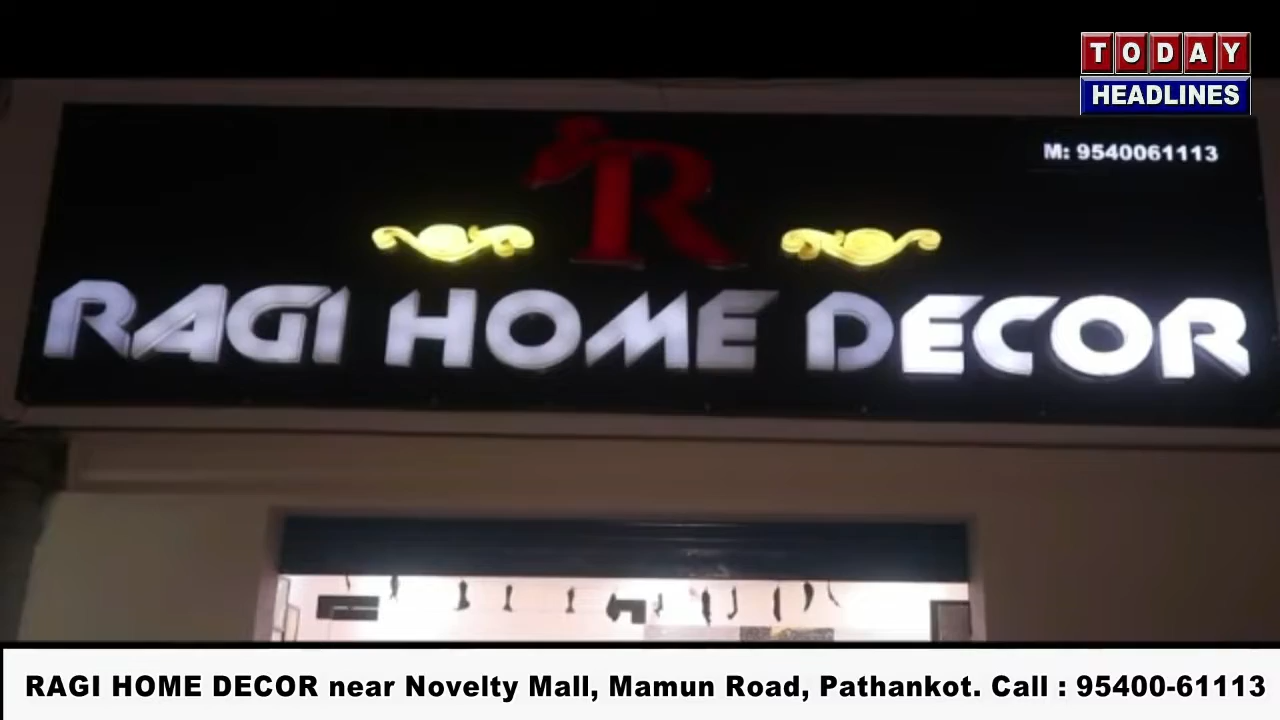 TODAY
HEADLINES
M: 9540061113
R
RAGI HOME DECOR
RAGI HOME DECOR near Novelty Mall, Mamun Road, Pathankot. Call : 95400-61113